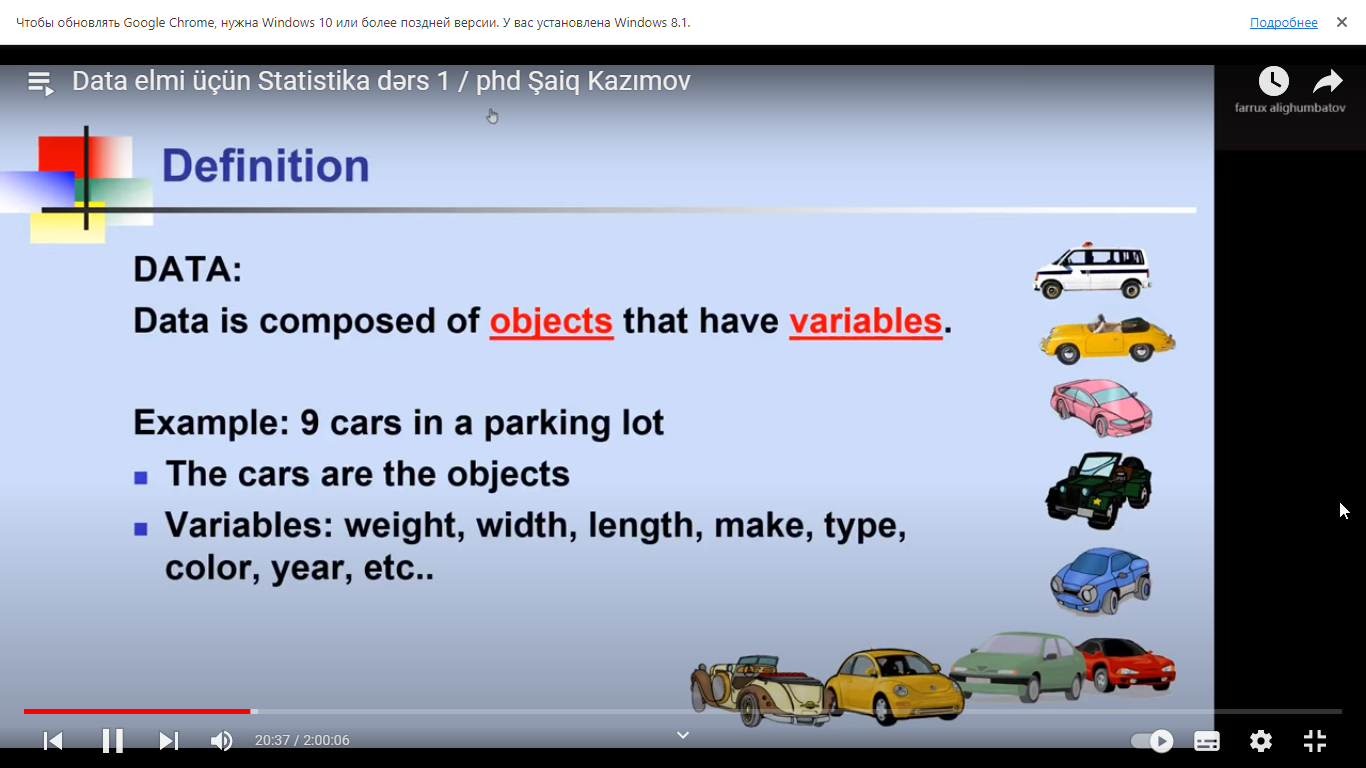 Чтобы обновлять Google Chrome, нужна Windows 10 или более поздней версии. У вас установлена Windows 8.1.
Подробнее
Data elmi üçün Statistika dərs 1 / phd Şaiq Kazımov
farrux alighumbatov
Definition
DATA:
Data is composed of objects that have variables.
Example: 9 cars in a parking lot
The cars are the objects
Variables: weight, width, length, make, type,
color, year, etc..
20:37 / 2:00:06